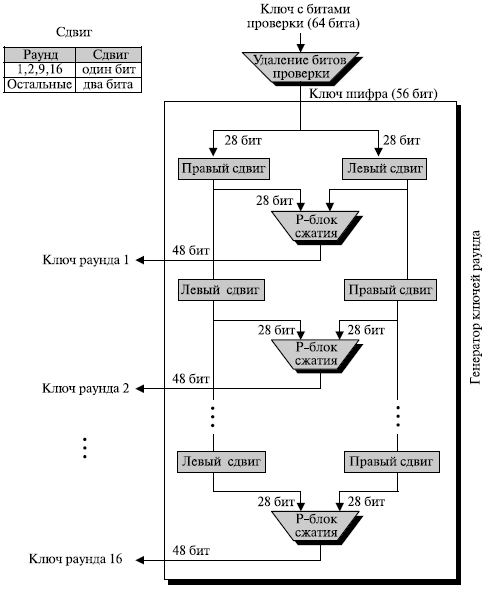 Ключ с битами
проверки (64 бита)
Сдвиг
Раунд Сдвиг
1,2,9,16 один бит
Остальные два бита
Удаление битов
проверки
Ключ шифра (56 бит)
28 бит 28 бит
Правый сдвиг Левый сдвиг
28 бит
P-блок
сжатия
48 бит
Ключ раунда 1
Левый сдвиг Правый сдвиг
28 бит 28 бит
P-блок
сжатия
48 бит
Ключ раунда 2
Левый сдвиг Правый сдвиг
28 бит 28 бит
P-блок
сжатия
48 бит
Ключ раунда 16
Генератор ключей раунда